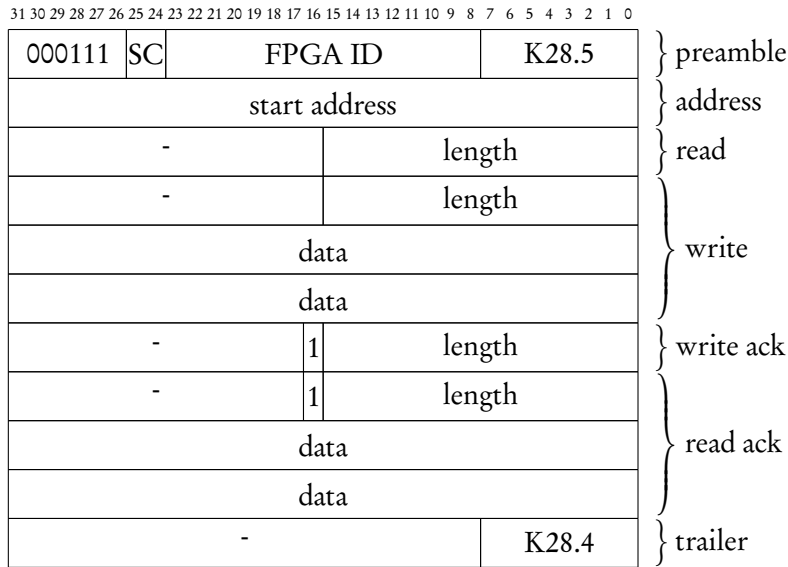 31 30 29 28 27 26 25 24 23 22 21 20 19 18 17 16 15 14 13 12 11 10 9 8 7 6 5 4 3 2 1 0
000111 SC FPGA ID K28.5 preamble
start address address
- length read
- length
data write
data
- 1 length write ack
- 1 length
data read ack
data
- K28.4 trailer